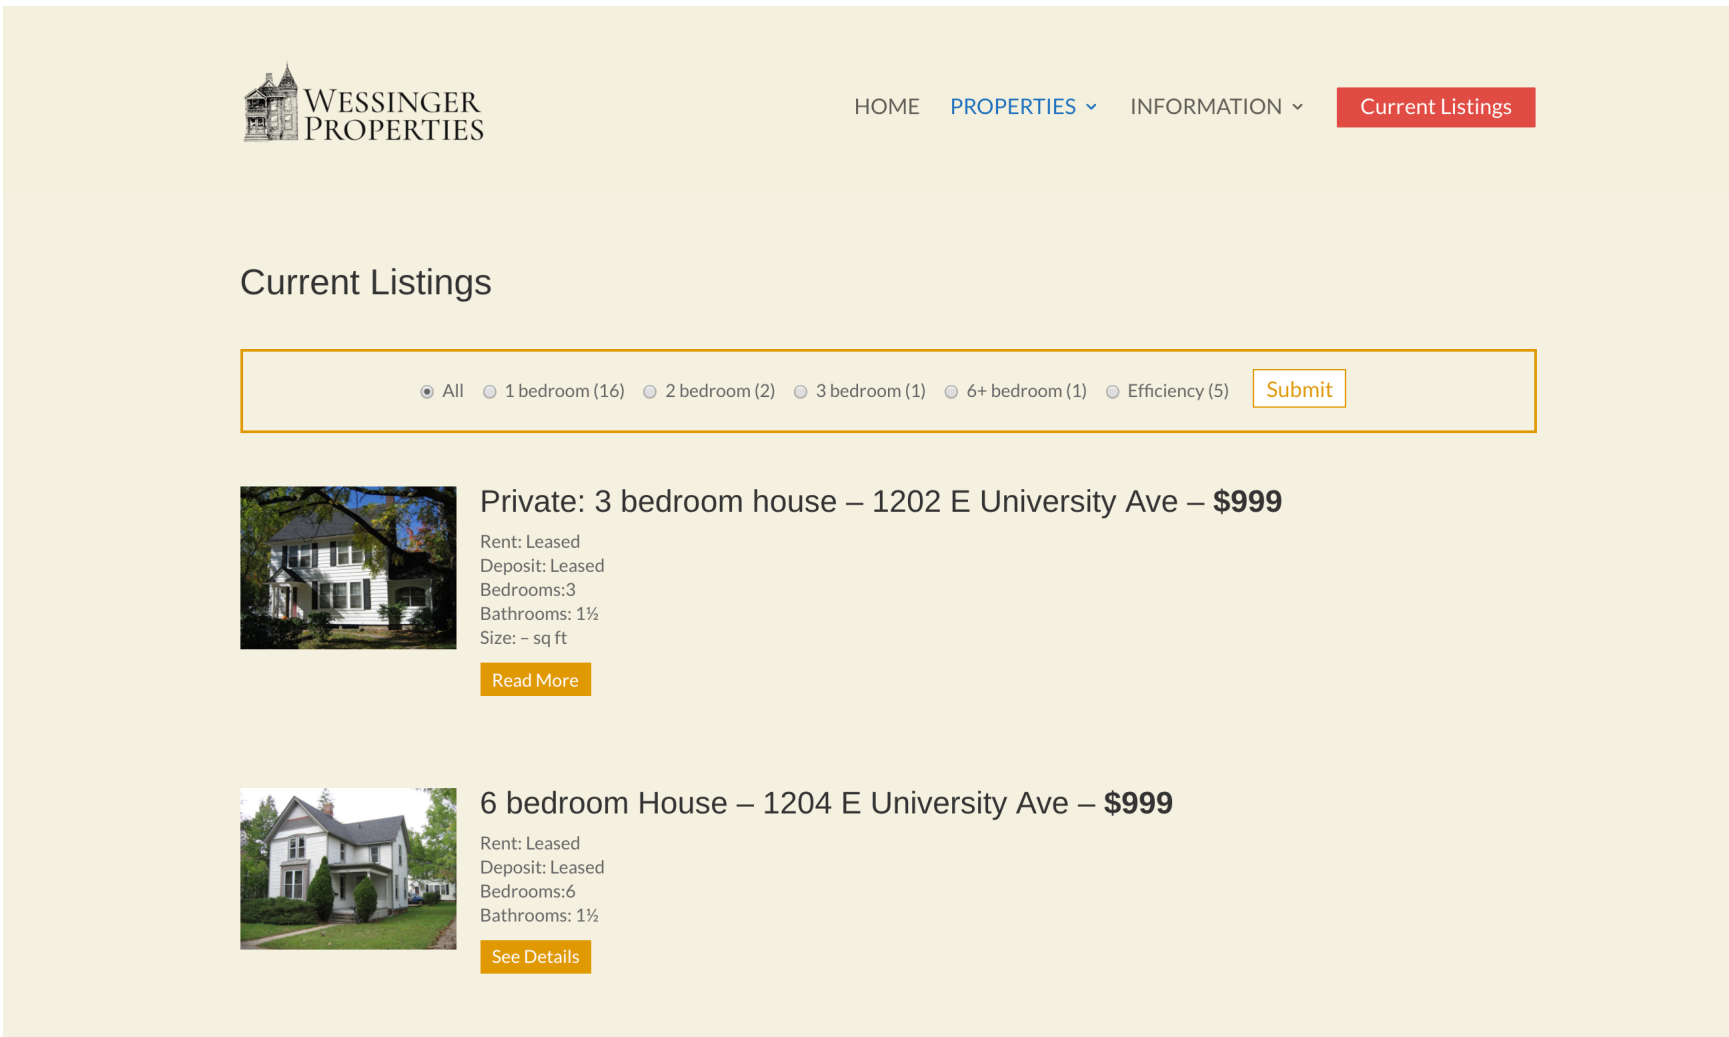 WESSINGER
PROPERTIES
HOME PROPERTIES INFORMATION Current Listings
Current Listings
All 1 bedroom (16) 2 bedroom (2) 3 bedroom (1) 6+ bedroom (1) Efficiency (5) Submit
Private: 3 bedroom house – 1202 E University Ave – $999
Rent: Leased
Deposit: Leased
Bedrooms:3
Bathrooms: 1½
Size: – sq ft
Read More
6 bedroom House – 1204 E University Ave – $999
Rent: Leased
Deposit: Leased
Bedrooms:6
Bathrooms: 1½
See Details